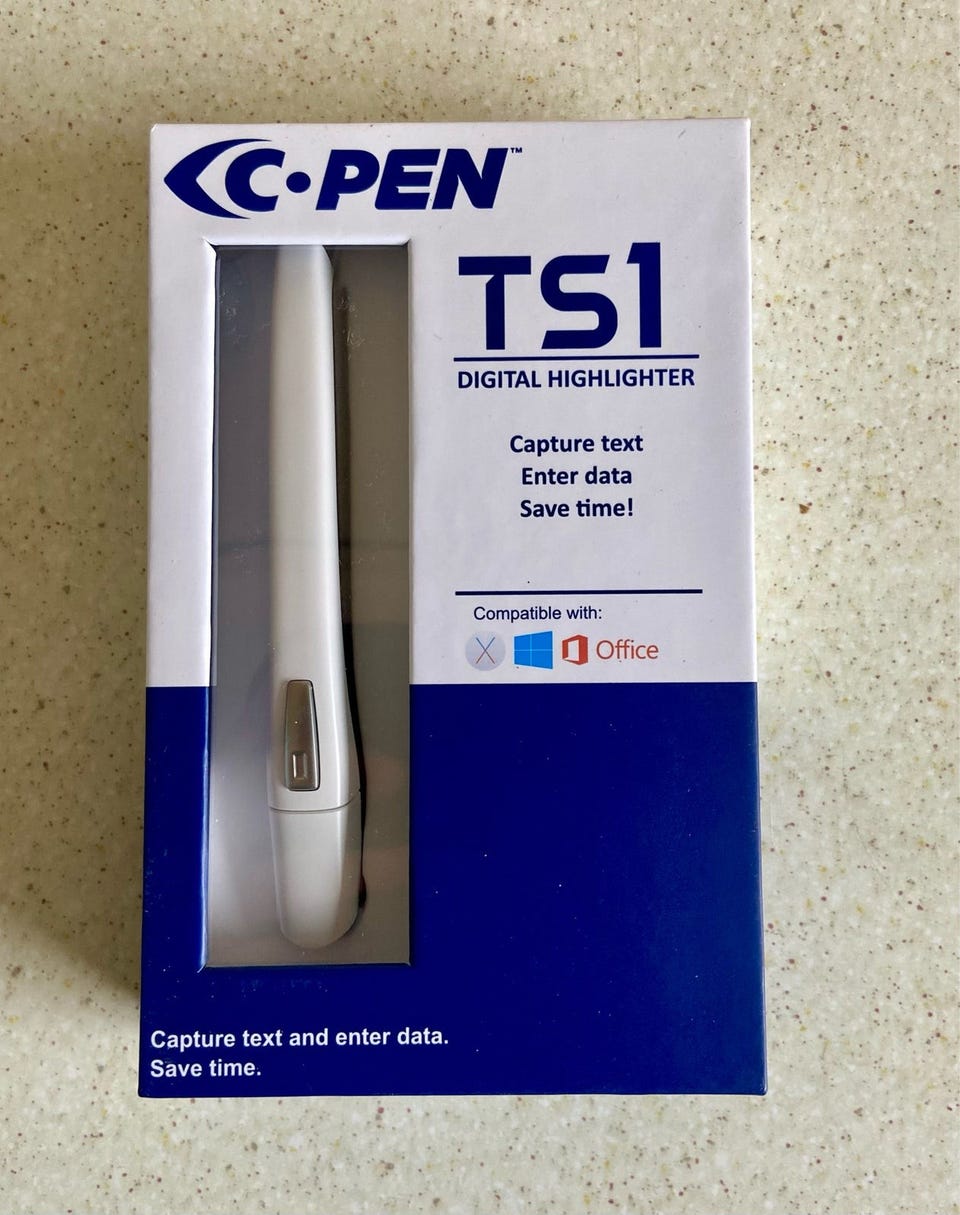 C•PEN™
TS1
DIGITAL HIGHLIGHTER
Capture text
Enter data
Save time!
Compatible with:
X Office
Capture text and enter data.
Save time.